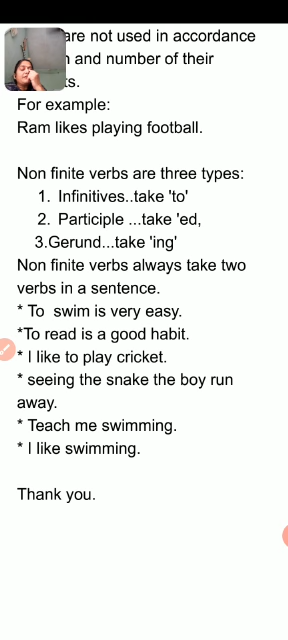 are not used in accordance
and number of their
For example:
Ram likes playing football.
Non finite verbs are three types:
1. Infinitives..take 'to'
2. Participle ...take 'ed,
3.Gerund...take 'ing'
Non finite verbs always take two
verbs in a sentence.
* To swim is very easy.
*To read is a good habit.
* I like to play cricket.
* seeing the snake the boy run
away.
* Teach me swimming.
* I like swimming.
Thank you.